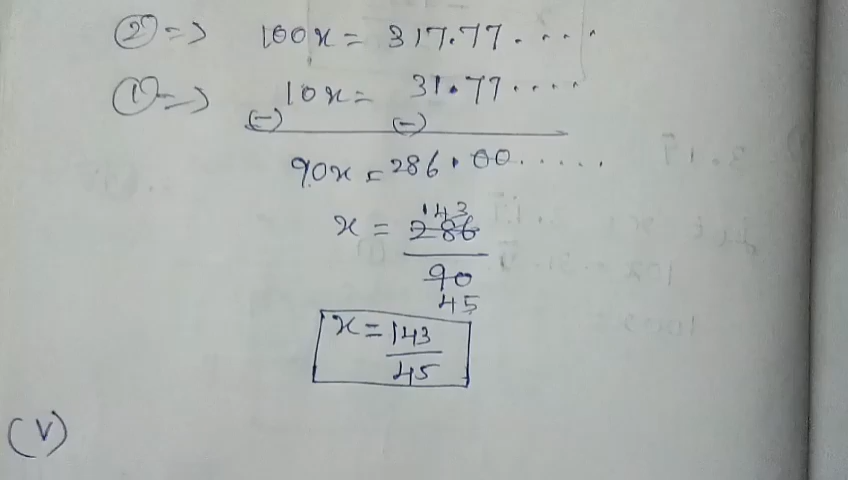 ② => 100x = 317.77.....
① => 10x = 31.77....
(-) (-)
90x = 286.00.....
143
x = 286
90
45
x = 143
45
(V)